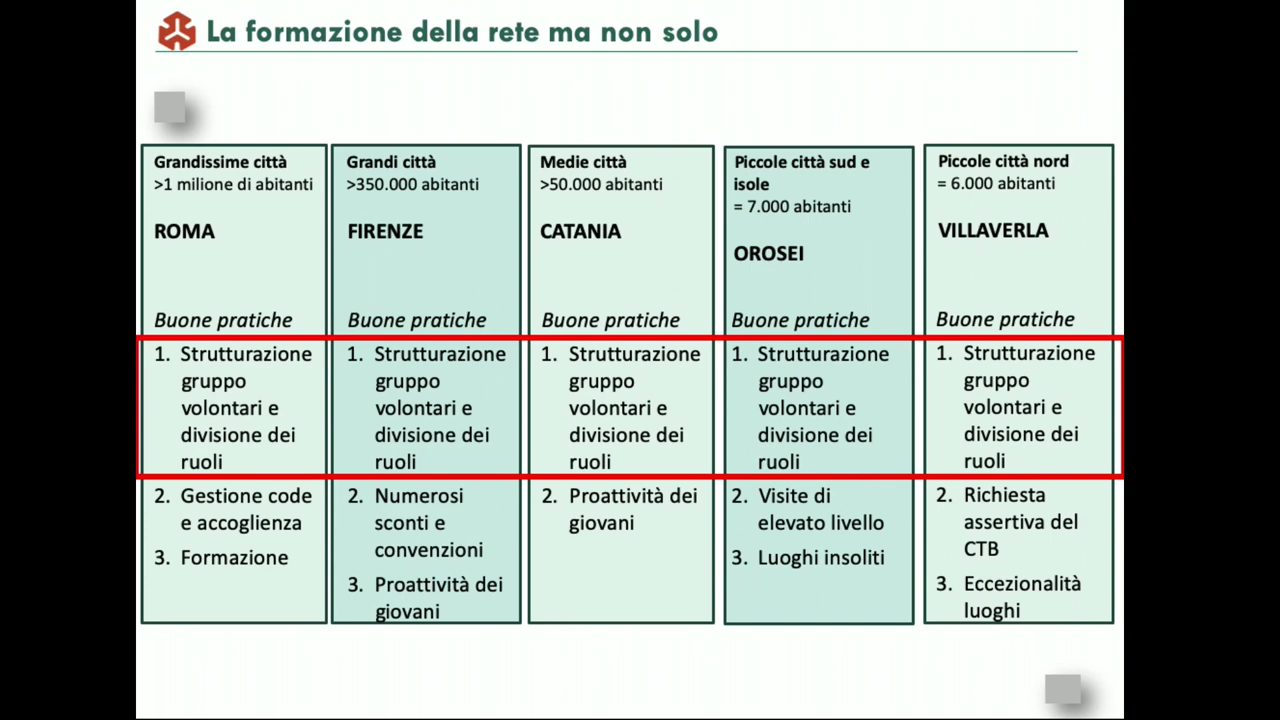 La formazione della rete ma non solo
Grandissime città
>1 milione di abitanti
ROMA
Buone pratiche
1. Strutturazione
gruppo
volontari e
divisione dei
ruoli
2. Gestione code
e accoglienza
3. Formazione
Grandi città
>350.000 abitanti
FIRENZE
Buone pratiche
1. Strutturazione
gruppo
volontari e
divisione dei
ruoli
2. Numerosi
sconti e
convenzioni
3. Proattività dei
giovani
Medie città
>50.000 abitanti
CATANIA
Buone pratiche
1. Strutturazione
gruppo
volontari e
divisione dei
ruoli
2. Proattività dei
giovani
Piccole città sud e
isole
= 7.000 abitanti
OROSEI
Buone pratiche
1. Strutturazione
gruppo
volontari e
divisione dei
ruoli
2. Visite di
elevato livello
3. Luoghi insoliti
Piccole città nord
= 6.000 abitanti
VILLAVERLA
Buone pratiche
1. Strutturazione
gruppo
volontari e
divisione dei
ruoli
2. Richiesta
assertiva del
CTB
3. Eccezionalità
luoghi